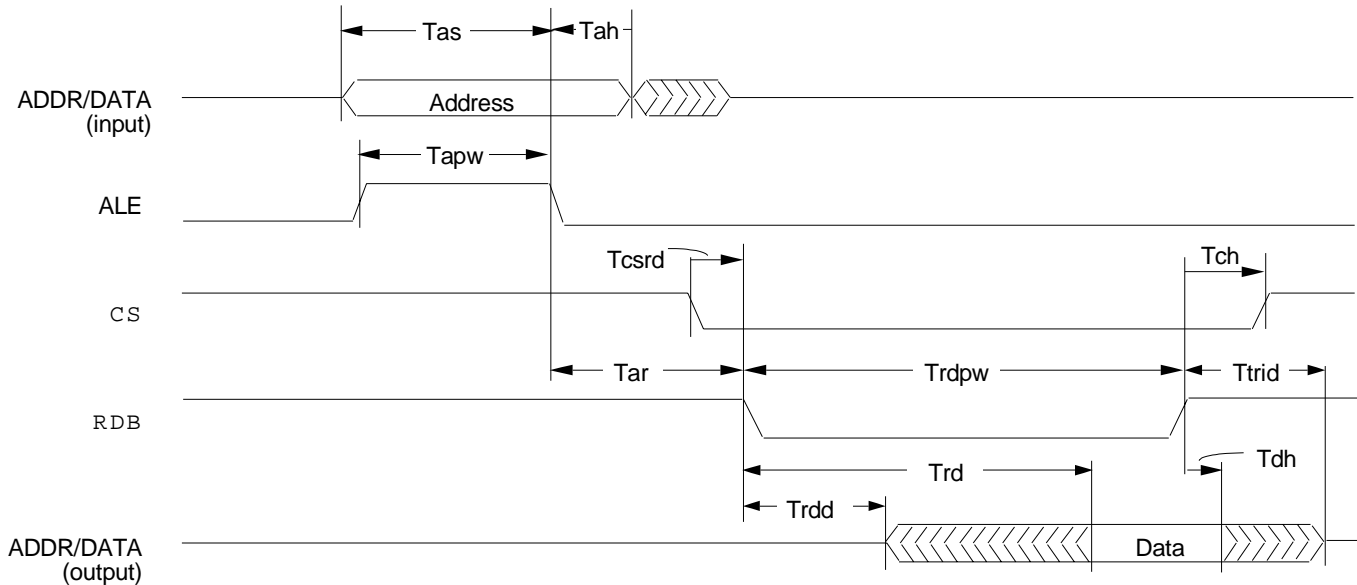 Tas
Tah
ADDR/DATA
(input)
Address
Tapw
ALE
Tcsrd
Tch
CS
Tar
Trdpw
Ttrid
RDB
Trd
Tdh
Trdd
ADDR/DATA
(output)
Data